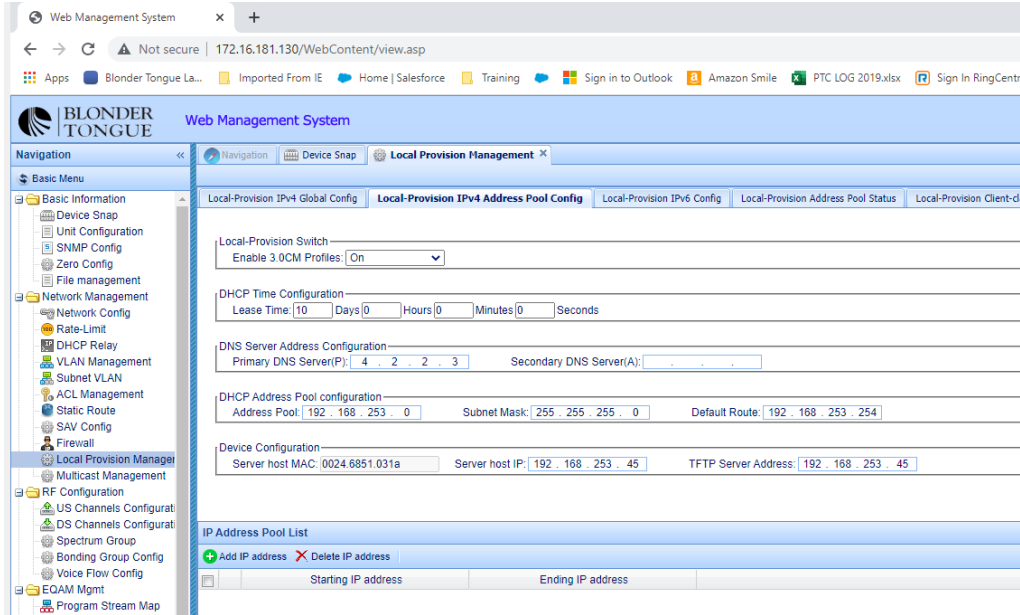 Web Management System
Not secure | 172.16.181.130/WebContent/view.asp
Apps Blonder Tongue La... Imported From IE Home | Salesforce Training Sign in to Outlook Amazon Smile PTC LOG 2019.xlsx Sign In RingCentr
BLONDER TONGUE
Web Management System
Navigation «
Navigation Device Snap Local Provision Management ×
Basic Menu
Basic Information
Device Snap
Unit Configuration
SNMP Config
Zero Config
File management
Network Management
Network Config
Rate-Limit
DHCP Relay
VLAN Management
Subnet VLAN
ACL Management
Static Route
SAV Config
Firewall
Local Provision Manager
Multicast Management
RF Configuration
US Channels Configurati
DS Channels Configurati
Spectrum Group
Bonding Group Config
Voice Flow Config
EQAM Mgmt
Program Stream Map
Local-Provision IPv4 Global Config Local-Provision IPv4 Address Pool Config Local-Provision IPv6 Config Local-Provision Address Pool Status Local-Provision Client-cl
Local-Provision Switch
Enable 3.0CM Profiles: On
DHCP Time Configuration
Lease Time: 10 Days 0 Hours 0 Minutes 0 Seconds
DNS Server Address Configuration
Primary DNS Server(P): 4 . 2 . 2 . 3 Secondary DNS Server(A): . . .
DHCP Address Pool configuration
Address Pool: 192 . 168 . 253 . 0 Subnet Mask: 255 . 255 . 255 . 0 Default Route: 192 . 168 . 253 . 254
Device Configuration
Server host MAC: 0024.6851.031a Server host IP: 192 . 168 . 253 . 45 TFTP Server Address: 192 . 168 . 253 . 45
IP Address Pool List
Add IP address Delete IP address
Starting IP address Ending IP address